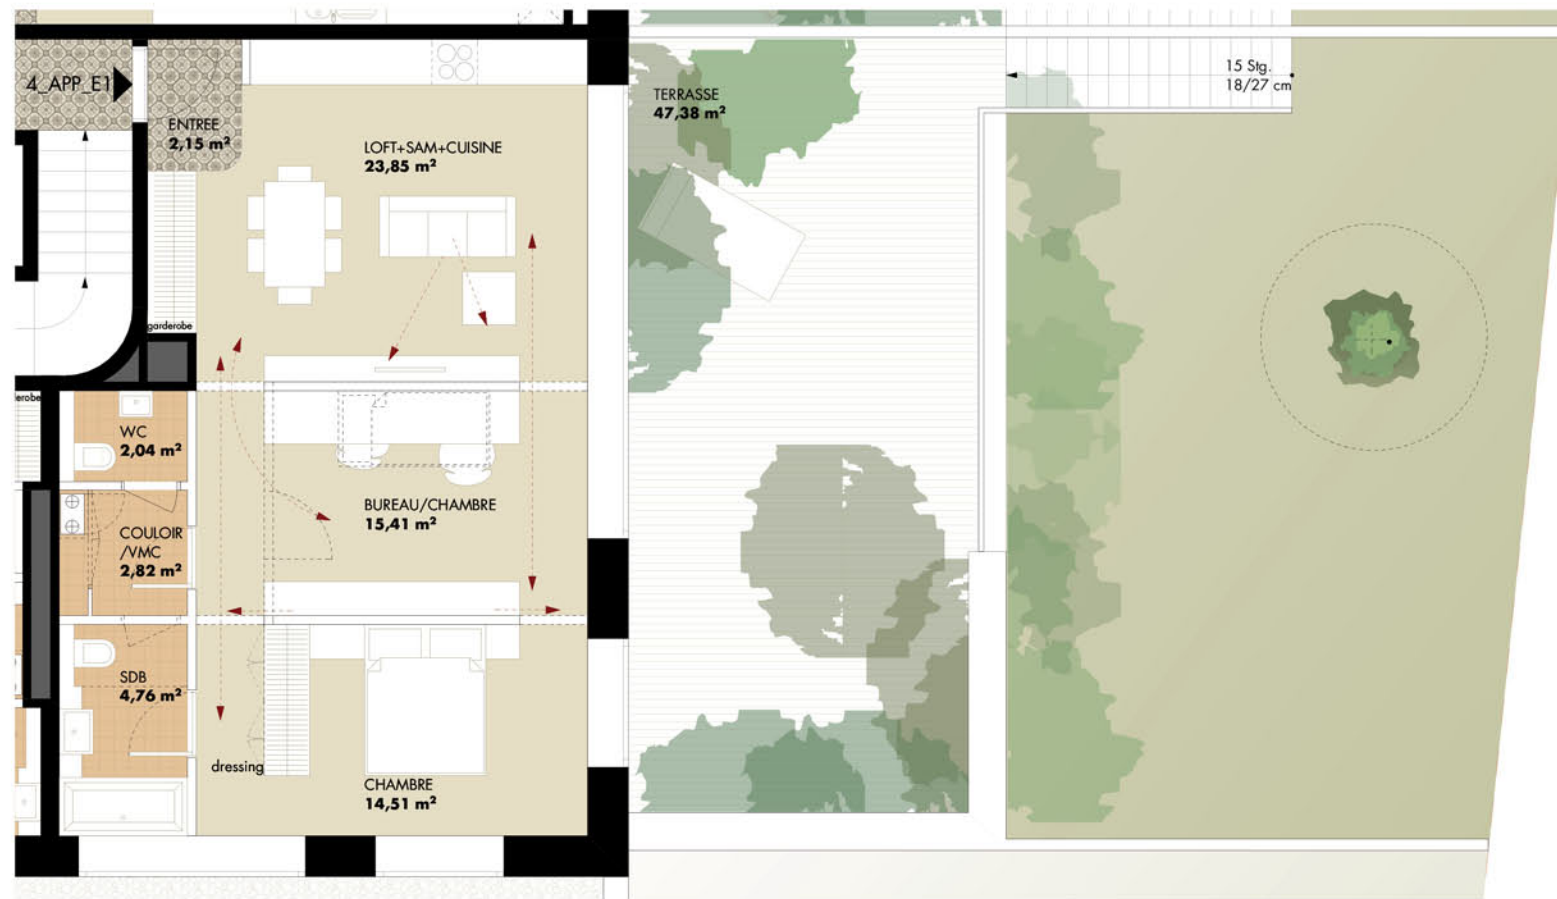 4_APP_E1
ENTREE
2,15 m²
LOFT+SAM+CUISINE
23,85 m²
TERRASSE
47,38 m²
15 Stg.
18/27 cm
garderobe
erobe
WC
2,04 m²
BUREAU/CHAMBRE
15,41 m²
COULOIR
/VMC
2,82 m²
SDB
4,76 m²
dressing
CHAMBRE
14,51 m²